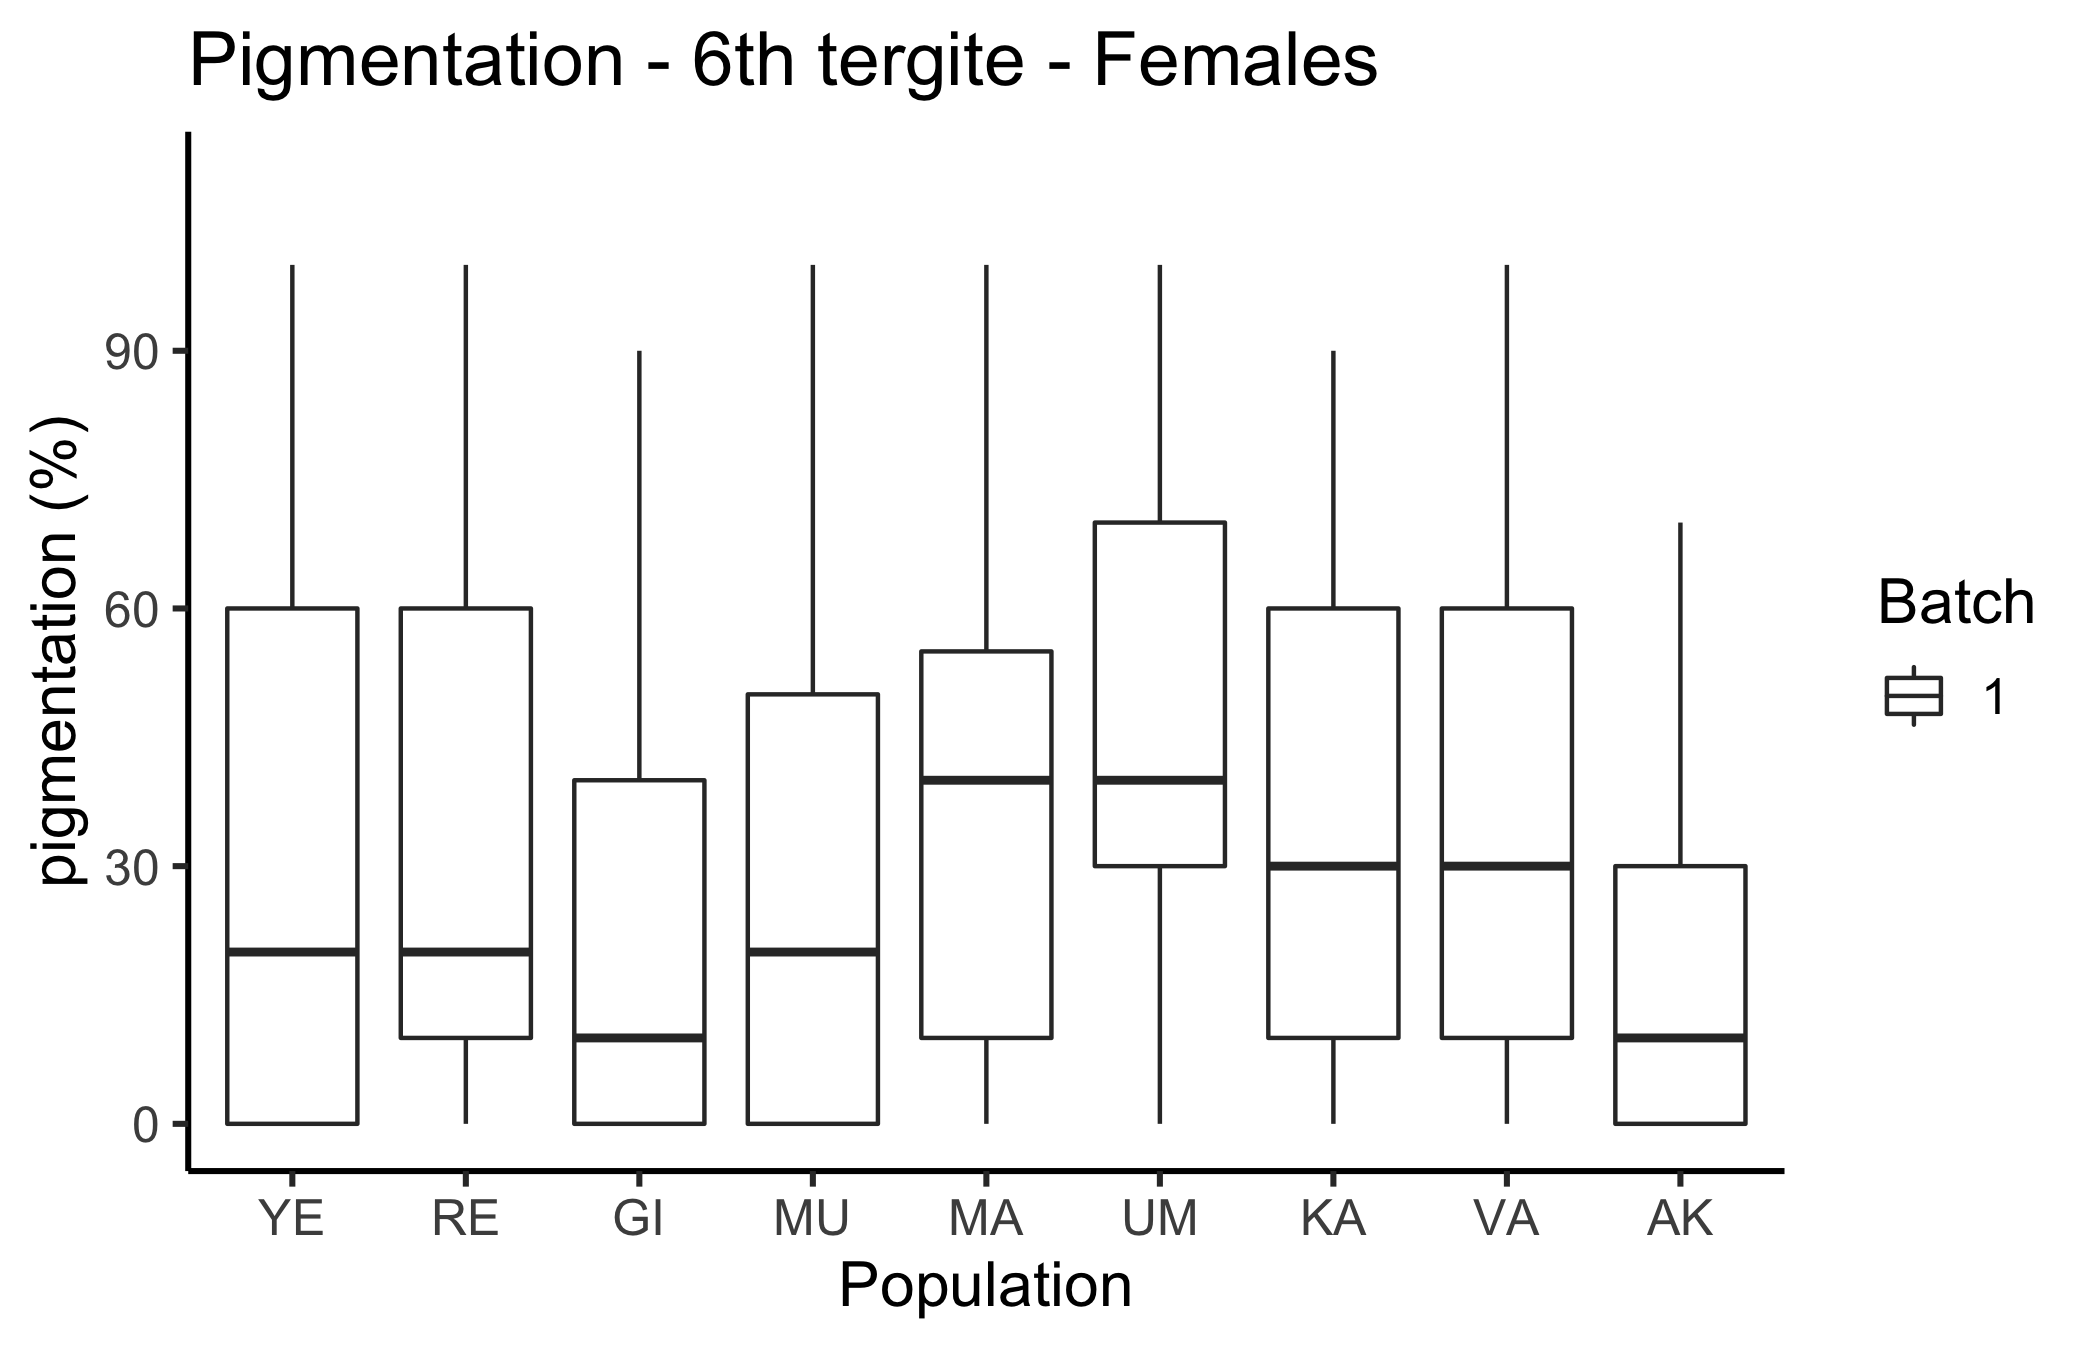 Pigmentation - 6th tergite - Females
pigmentation (%)
90
60
30
0
YE RE GI MU MA UM KA VA AK
Population
Batch
1